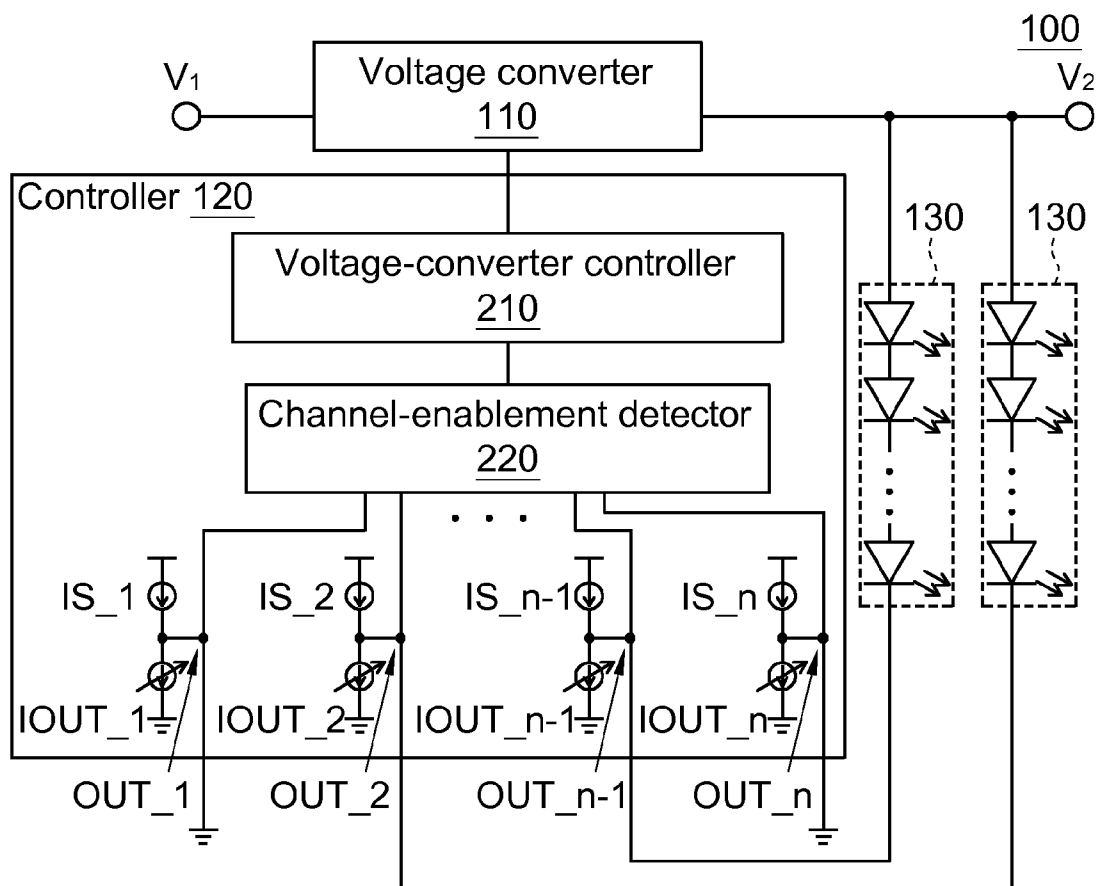 100
V1
Voltage converter
110
V2
Controller 120
130
130
Voltage-converter controller
210
Channel-enablement detector
220
. . .
IS_1
IS_2
IS_n-1
IS_n
IOUT_1
IOUT_2
IOUT_n-1
IOUT_n
OUT_1
OUT_2
OUT_n-1
OUT_n